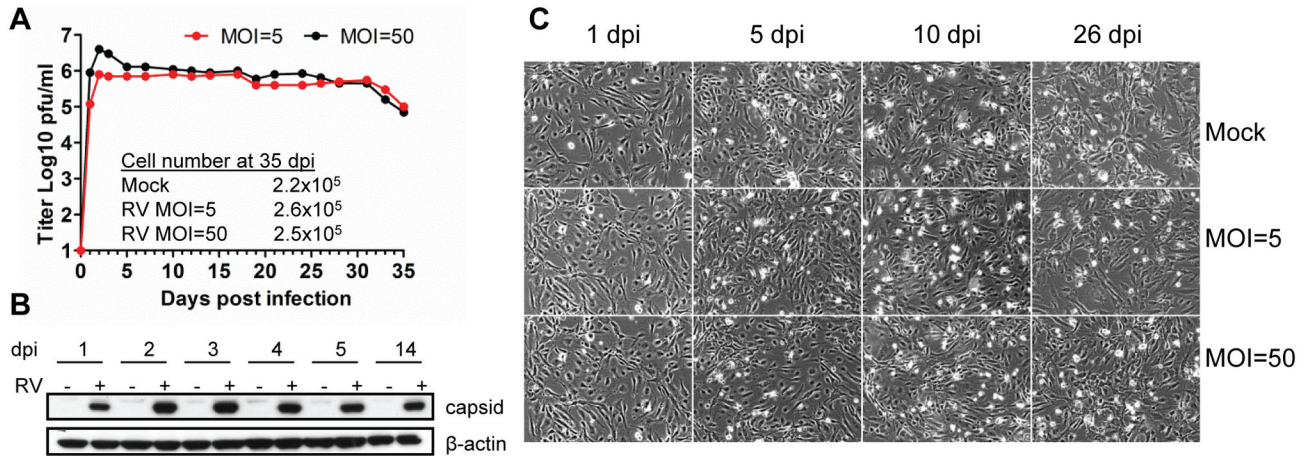 A
MOI=5 MOI=50
Titer Log10 pfu/ml
7
6
5
4
3
2
1
Cell number at 35 dpi
Mock 2.2x10⁵
RV MOI=5 2.6x10⁵
RV MOI=50 2.5x10⁵
0 5 10 15 20 25 30 35
Days post infection
B
dpi 1 2 3 4 5 14
RV - + - + - + - + - + - +
capsid
β-actin
C
1 dpi 5 dpi 10 dpi 26 dpi
Mock
MOI=5
MOI=50